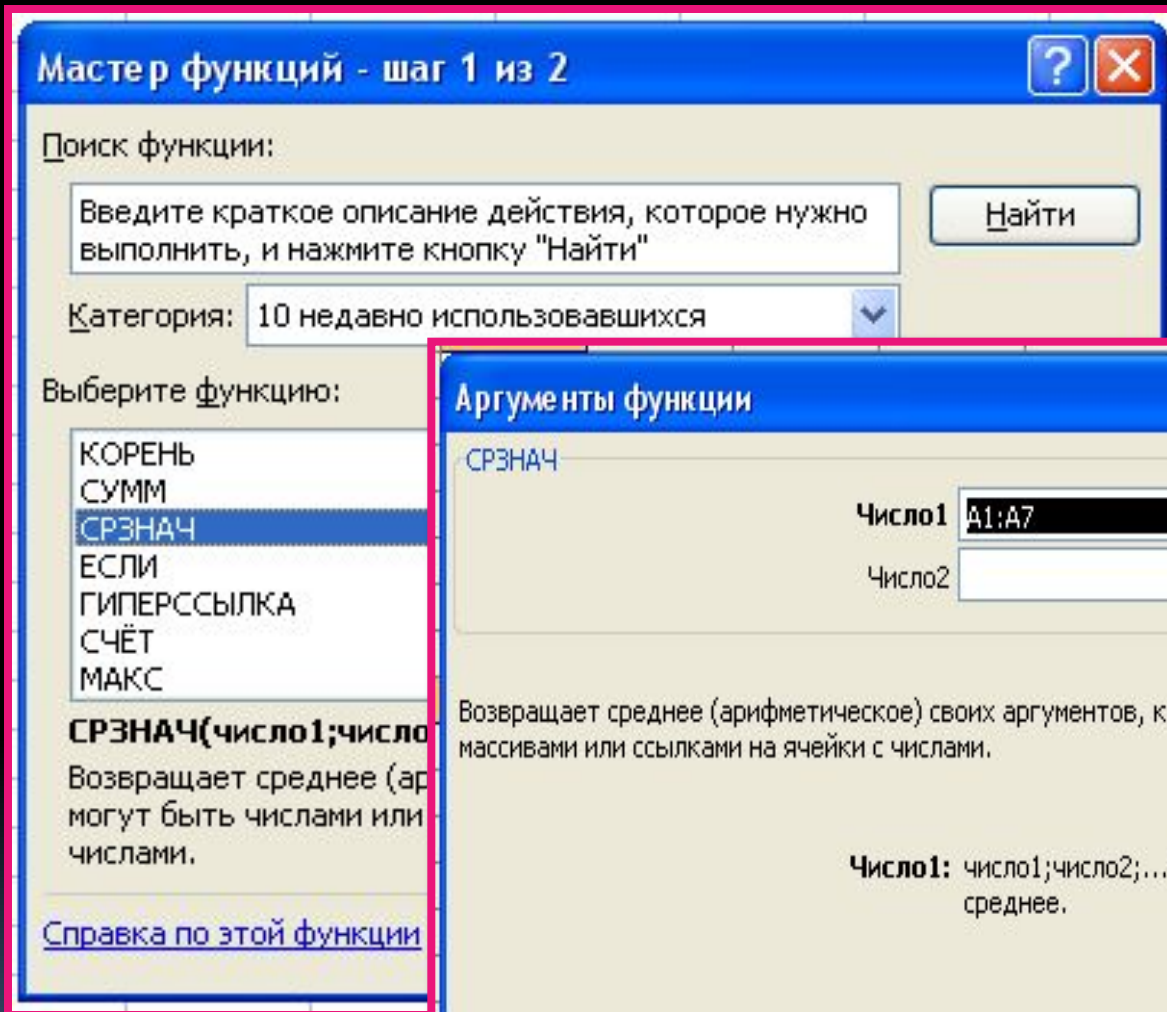 Мастер функций - шаг 1 из 2
Поиск функции:
Введите краткое описание действия, которое нужно
выполнить, и нажмите кнопку "Найти"
Найти
Категория: 10 недавно использовавшихся
Выберите функцию:
КОРЕНЬ
СУММ
СРЗНАЧ
ЕСЛИ
ГИПЕРССЫЛКА
СЧЁТ
МАКС
СРЗНАЧ(число1;число
Возвращает среднее (ар
могут быть числами или
числами.
Справка по этой функции
Аргументы функции
СРЗНАЧ
Число1 A1:A7
Число2
Возвращает среднее (арифметическое) своих аргументов, к
массивами или ссылками на ячейки с числами.
Число1: число1;число2;...
среднее.